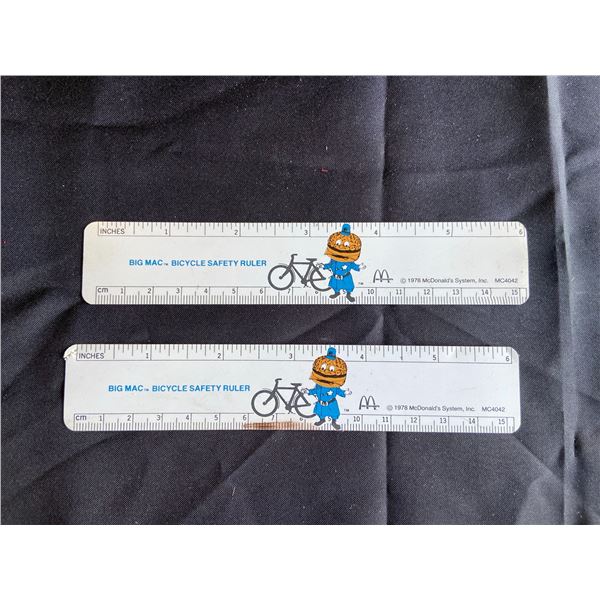 INCHES 1 2 3 4 5 6
BIG MAC™ BICYCLE SAFETY RULER
TM
© 1978 McDonald's System, Inc. MC4042
cm 1 2 3 4 5 6 7 8 9 10 11 12 13 14 15
INCHES 1 2 3 4 5 6
BIG MAC™ BICYCLE SAFETY RULER
TM
© 1978 McDonald's System, Inc. MC4042
cm 1 2 3 4 5 6 7 8 9 10 11 12 13 14 15